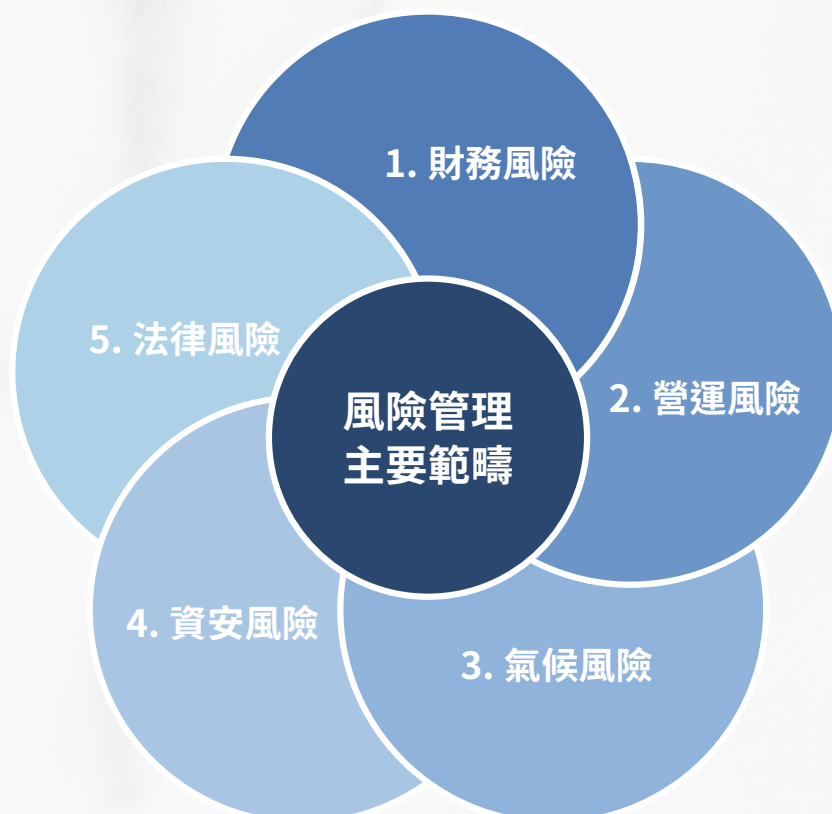 1. 財務風險
2. 營運風險
3. 氣候風險
4. 資安風險
5. 法律風險
風險管理
主要範疇